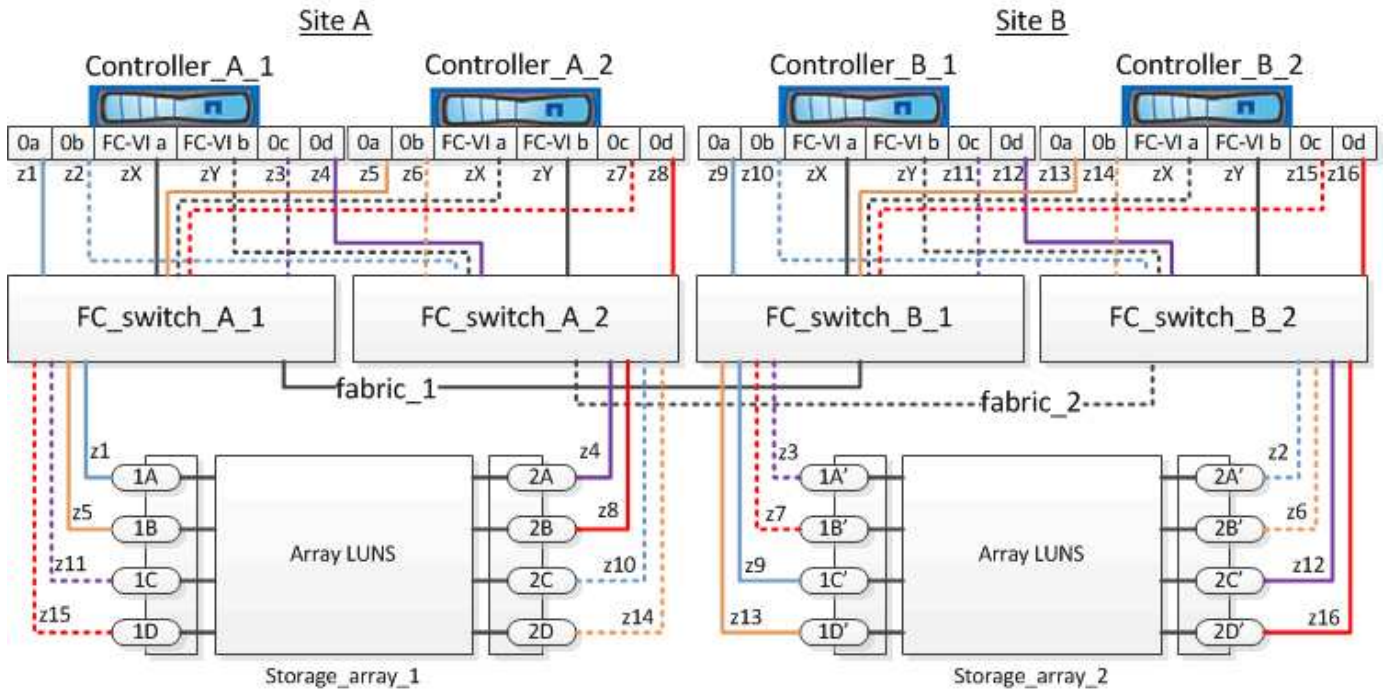 Site A Site B
Controller_A_1 Controller_A_2 Controller_B_1 Controller_B_2
0a 0b FC-VI a FC-VI b 0c 0d 0a 0b FC-VI a FC-VI b 0c 0d 0a 0b FC-VI a FC-VI b 0c 0d 0a 0b FC-VI a FC-VI b 0c 0d
z1 z2 zX zY z3 z4 z5 z6 zX zY z7 z8 z9 z10 zX zY z11 z12 z13 z14 zX zY z15 z16
FC_switch_A_1 FC_switch_A_2 FC_switch_B_1 FC_switch_B_2
fabric_1
fabric_2
z1 z4 z3 z2
1A 2A 1A' 2A'
z5 z8 z7 z6
1B 2B 1B' 2B'
Array LUNS Array LUNS
z11 z10 z9 z12
1C 2C 1C' 2C'
z15 z14 z13 z16
1D 2D 1D' 2D'
Storage_array_1 Storage_array_2